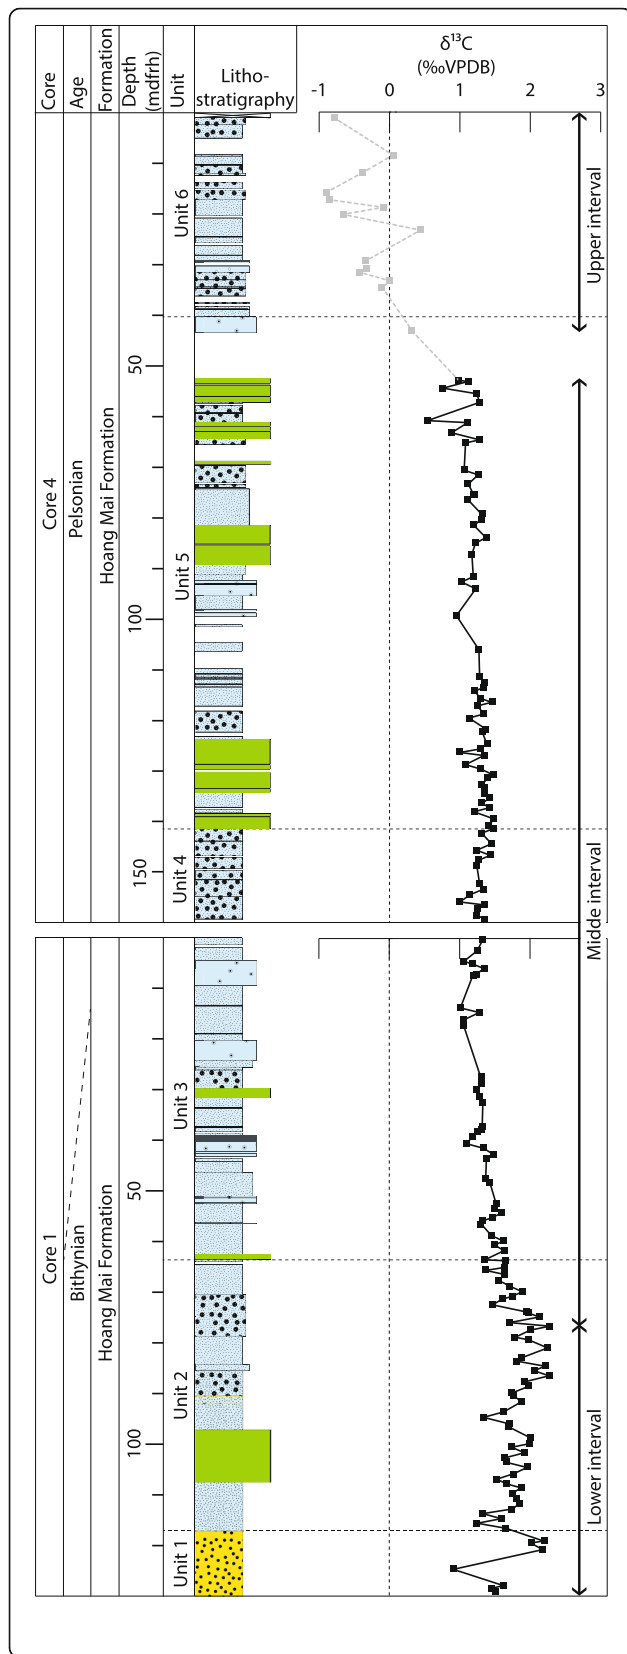 Core
Age
Formation
Depth
(mdfrh)
Unit
Litho-
stratigraphy
δ¹³C
(‰VPDB)
-1
0
1
2
3
Core 4
Pelsonian
Hoang Mai Formation
50
100
150
Unit 6
Unit 5
Unit 4
Upper interval
Midde interval
Core 1
Bithynian
Hoang Mai Formation
50
100
Unit 3
Unit 2
Unit 1
Lower interval